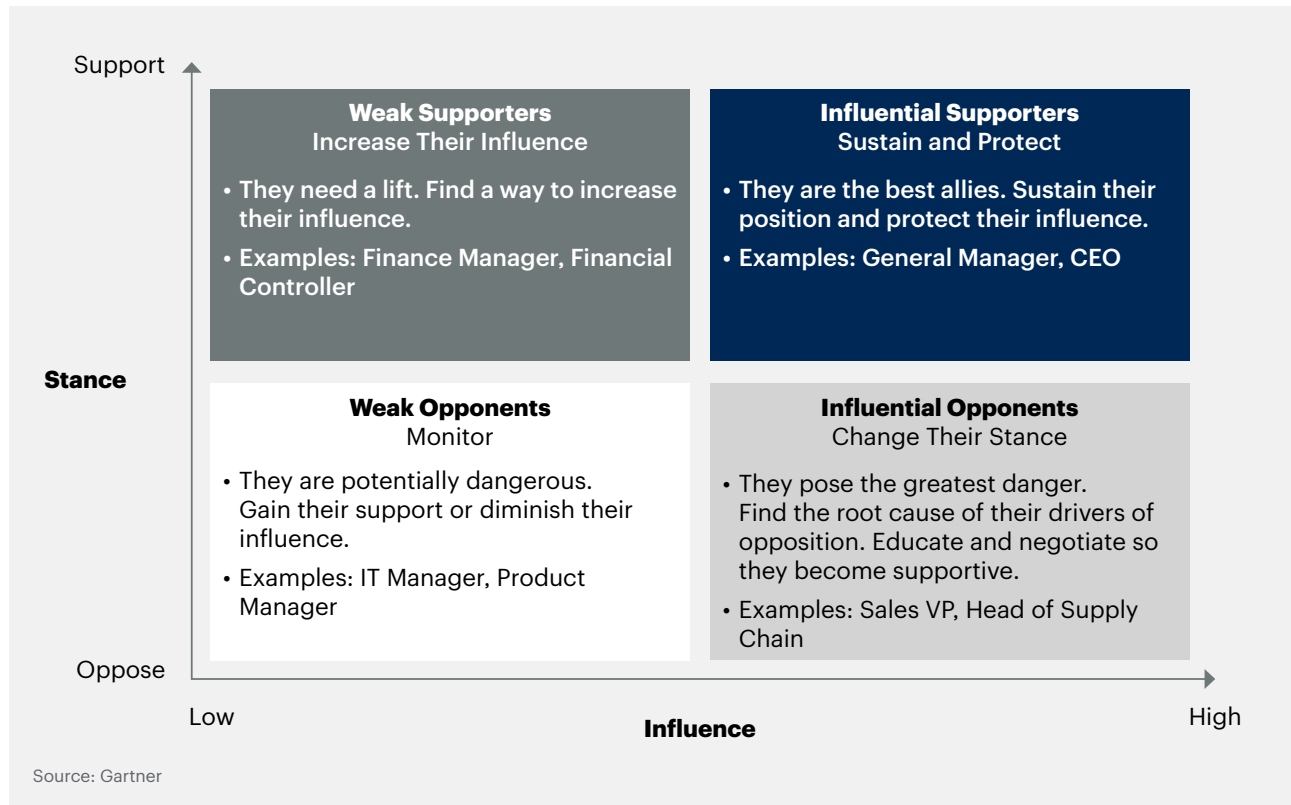 Support
Weak Supporters
Increase Their Influence
• They need a lift. Find a way to increase
their influence.
• Examples: Finance Manager, Financial
Controller
Influential Supporters
Sustain and Protect
• They are the best allies. Sustain their
position and protect their influence.
• Examples: General Manager, CEO
Stance
Weak Opponents
Monitor
• They are potentially dangerous.
Gain their support or diminish their
influence.
• Examples: IT Manager, Product
Manager
Influential Opponents
Change Their Stance
• They pose the greatest danger.
Find the root cause of their drivers of
opposition. Educate and negotiate so
they become supportive.
• Examples: Sales VP, Head of Supply
Chain
Oppose
Low
Influence
High
Source: Gartner